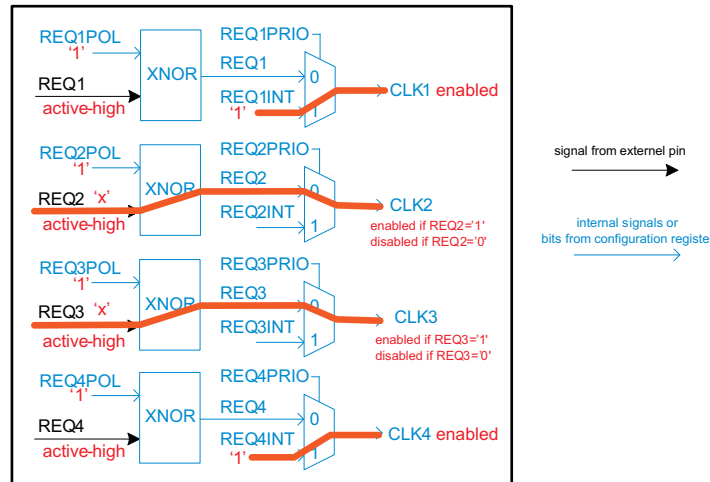 REQ1POL
'1'
REQ1
active-high
XNOR
REQ1
REQ1PRIO
REQ1INT
'1'
0
1
CLK1 enabled
REQ2POL
'1'
REQ2 'x'
active-high
XNOR
REQ2
REQ2PRIO
REQ2INT
0
1
CLK2
enabled if REQ2='1'
disabled if REQ2='0'
REQ3POL
'1'
REQ3 'x'
active-high
XNOR
REQ3
REQ3PRIO
REQ3INT
0
1
CLK3
enabled if REQ3='1'
disabled if REQ3='0'
REQ4POL
'1'
REQ4
active-high
XNOR
REQ4
REQ4PRIO
REQ4INT
'1'
0
1
CLK4 enabled
signal from externel pin
internal signals or
bits from configuration registe